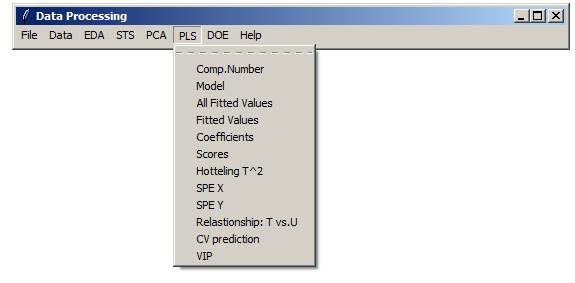 Data Processing
File Data EDA STS PCA PLS DOE Help
Comp.Number
Model
All Fitted Values
Fitted Values
Coefficients
Scores
Hotteling T^2
SPE X
SPE Y
Relastionship: T vs.U
CV prediction
VIP